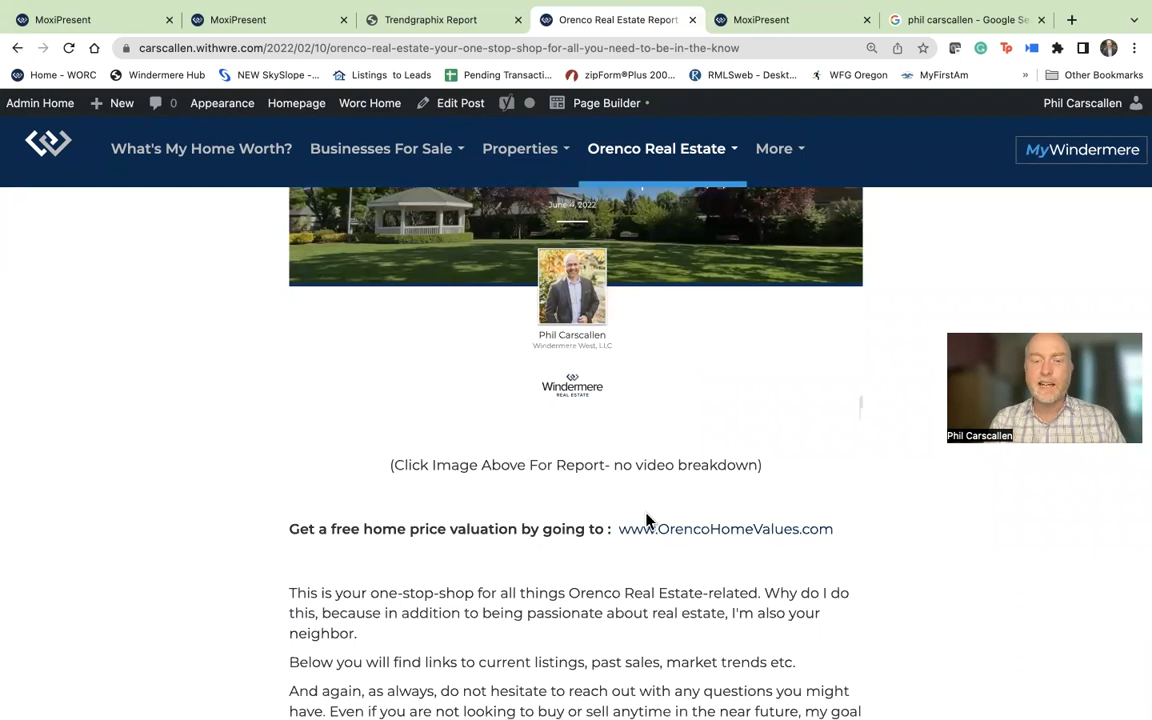 MoxiPresent
MoxiPresent
Trendgraphix Report
Orenco Real Estate Report
MoxiPresent
phil carscallen - Google Se
carscallen.withwre.com/2022/02/10/orenco-real-estate-your-one-stop-shop-for-all-you-need-to-be-in-the-know
Home - WORC
Windermere Hub
NEW SkySlope -...
Listings to Leads
Pending Transacti...
zipForm®Plus 200...
RMLSweb - Deskt...
WFG Oregon
MyFirstAm
»
Other Bookmarks
Admin Home
New
0
Appearance
Homepage
Worc Home
Edit Post
Page Builder
Phil Carscallen
What's My Home Worth?
Businesses For Sale
Properties
Orenco Real Estate
More
MyWindermere
June 4, 2022
Phil Carscallen
Windermere West, LLC
Windermere
REAL ESTATE
Phil Carscallen
(Click Image Above For Report- no video breakdown)
Get a free home price valuation by going to : www.OrencoHomeValues.com
This is your one-stop-shop for all things Orenco Real Estate-related. Why do I do
this, because in addition to being passionate about real estate, I'm also your
neighbor.
Below you will find links to current listings, past sales, market trends etc.
And again, as always, do not hesitate to reach out with any questions you might
have. Even if you are not looking to buy or sell anytime in the near future, my goal